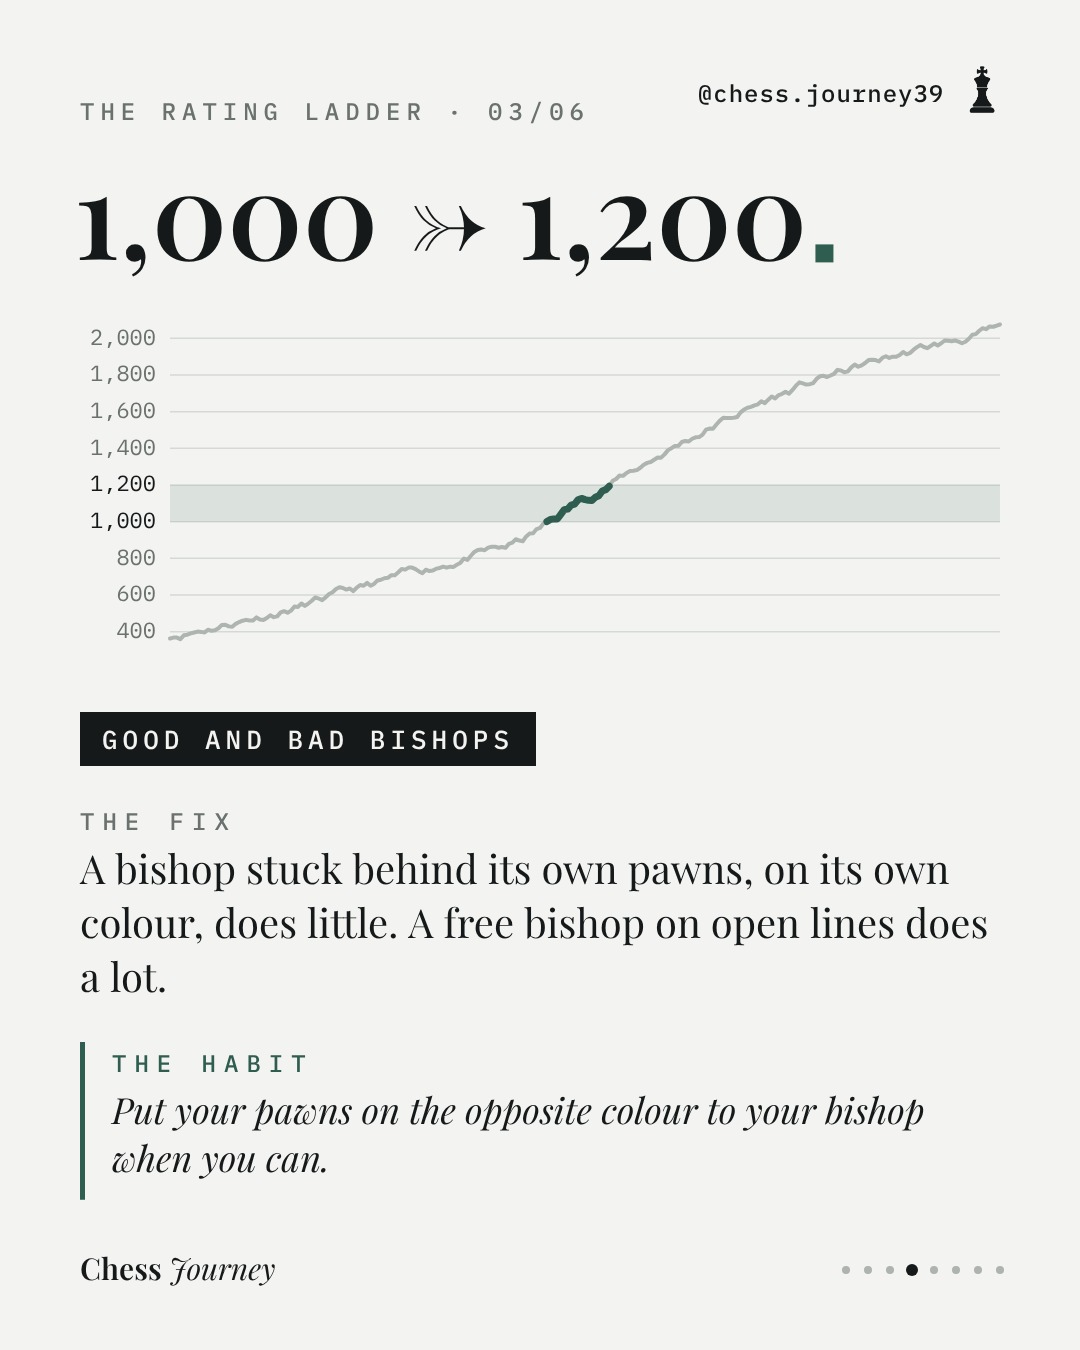 THE RATING LADDER · 03/06
@chess.journey39
1,000 ➳ 1,200.
2,000
1,800
1,600
1,400
1,200
1,000
800
600
400
GOOD AND BAD BISHOPS
THE FIX
A bishop stuck behind its own pawns, on its own
colour, does little. A free bishop on open lines does
a lot.
THE HABIT
Put your pawns on the opposite colour to your bishop
when you can.
Chess Journey